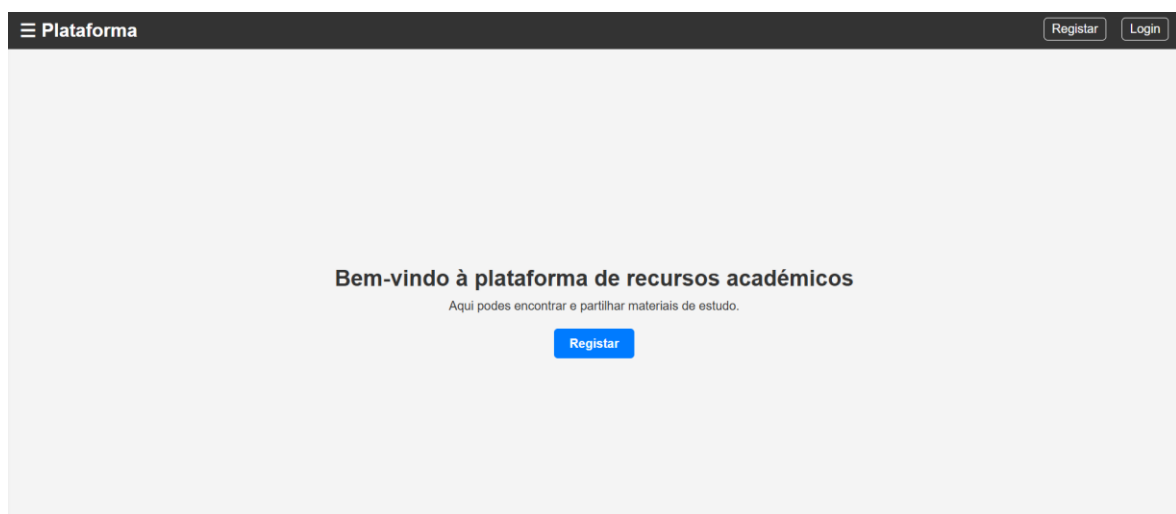 ☰ Plataforma
Registar
Login
Bem-vindo à plataforma de recursos académicos
Aqui podes encontrar e partilhar materiais de estudo.
Registar